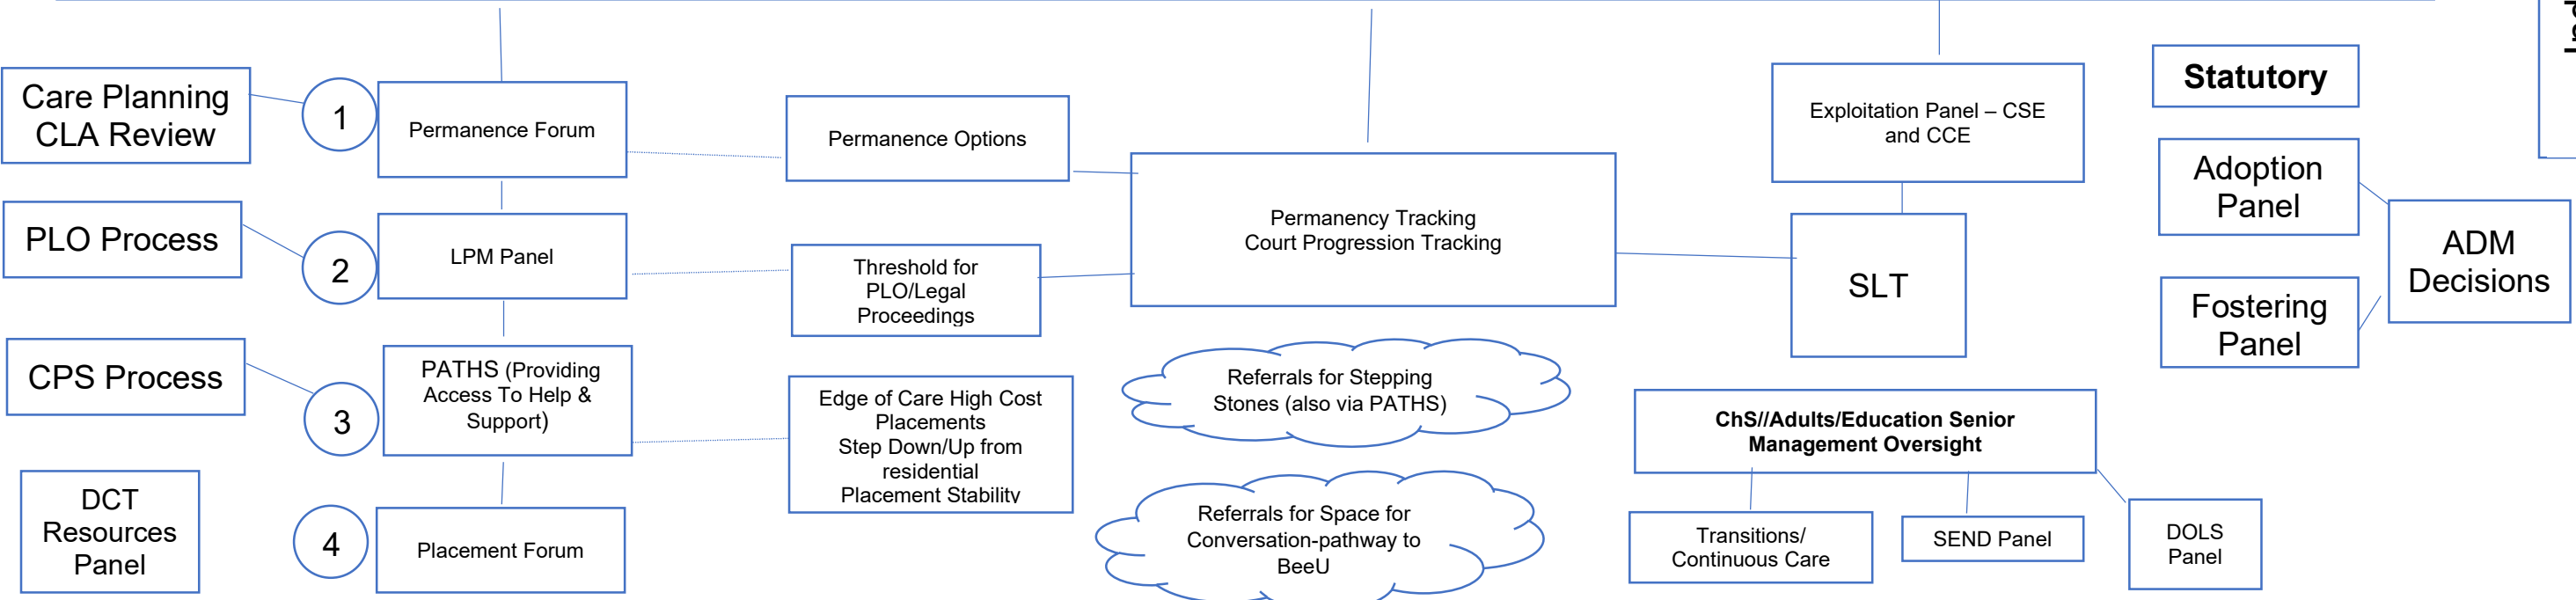 Care Planning
CLA Review
1
Permanence Forum
Permanence Options
Permanency Tracking
Court Progression Tracking
Exploitation Panel – CSE
and CCE
Statutory
Adoption
Panel
PLO Process
2
LPM Panel
Threshold for
PLO/Legal
Proceedings
SLT
Fostering
Panel
ADM
Decisions
CPS Process
3
PATHS (Providing
Access To Help &
Support)
Edge of Care High Cost
Placements
Step Down/Up from
residential
Placement Stability
Referrals for Stepping
Stones (also via PATHS)
ChS//Adults/Education Senior
Management Oversight
DCT
Resources
Panel
4
Placement Forum
Referrals for Space for
Conversation-pathway to
BeeU
Transitions/
Continuous Care
SEND Panel
DOLS
Panel